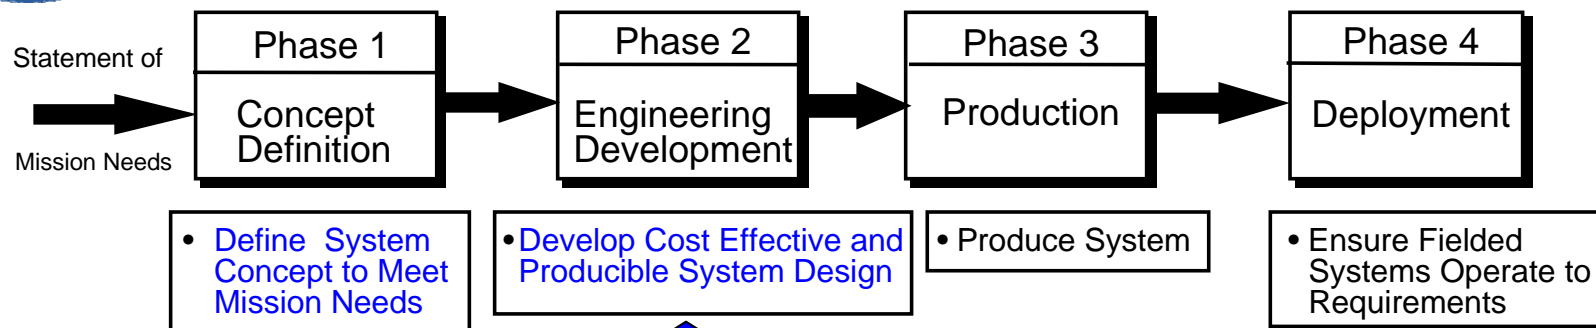 Statement of
Mission Needs
Phase 1
Concept
Definition
Phase 2
Engineering
Development
Phase 3
Production
Phase 4
Deployment
• Define System
Concept to Meet
Mission Needs
• Develop Cost Effective and
Producible System Design
• Produce System
• Ensure Fielded
Systems Operate to
Requirements